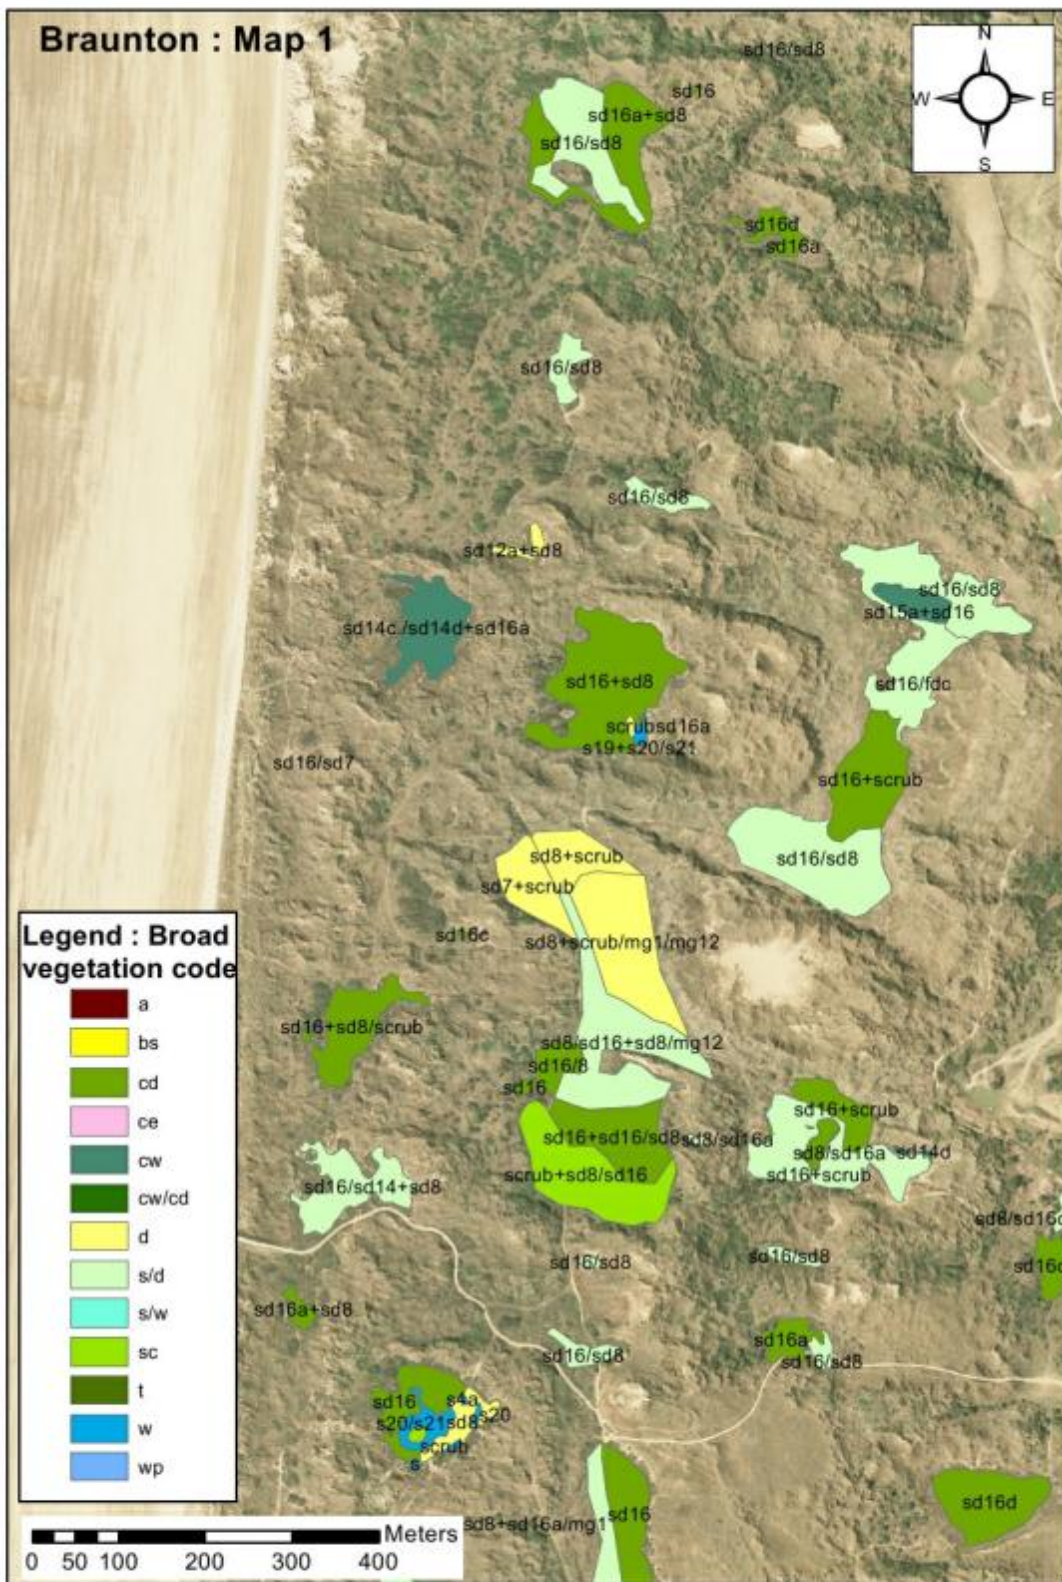 Braunton : Map 1
N
W E
S
sd16/sd8
sd16
sd16a+sd8
sd16/sd8
sd16d
sd16a
sd16/sd8
sd16/sd8
sd12a+sd8
sd16/sd8
sd15a+sd16
sd14c./sd14d+sd16a
sd16+sd8
sd16/fdc
scrubsd16a
s19+s20/s21
sd16/sd7
sd16+scrub
sd8+scrub
sd16/sd8
sd7+scrub
sd16c
sd8+scrub/mg1/mg12
sd16+sd8/scrub
sd8/sd16+sd8/mg12
sd16/8
sd16
sd16+scrub
sd16+sd16/sd8
sd8/sd16a
sd8/sd16a
sd14d
scrub+sd8/sd16
sd16+scrub
sd16/sd14+sd8
sd8/sd16d
sd16/sd8
sd16/sd8
sd16d
sd16a+sd8
sd16a
sd16/sd8
sd16/sd8
sd16
s4a
s20/s21sd8
s20
scrub
s
sd16d
sd8+sd16a/mg1
sd16
Legend : Broad
vegetation code
a
bs
cd
ce
cw
cw/cd
d
s/d
s/w
sc
t
w
wp
Meters
0 50 100 200 300 400